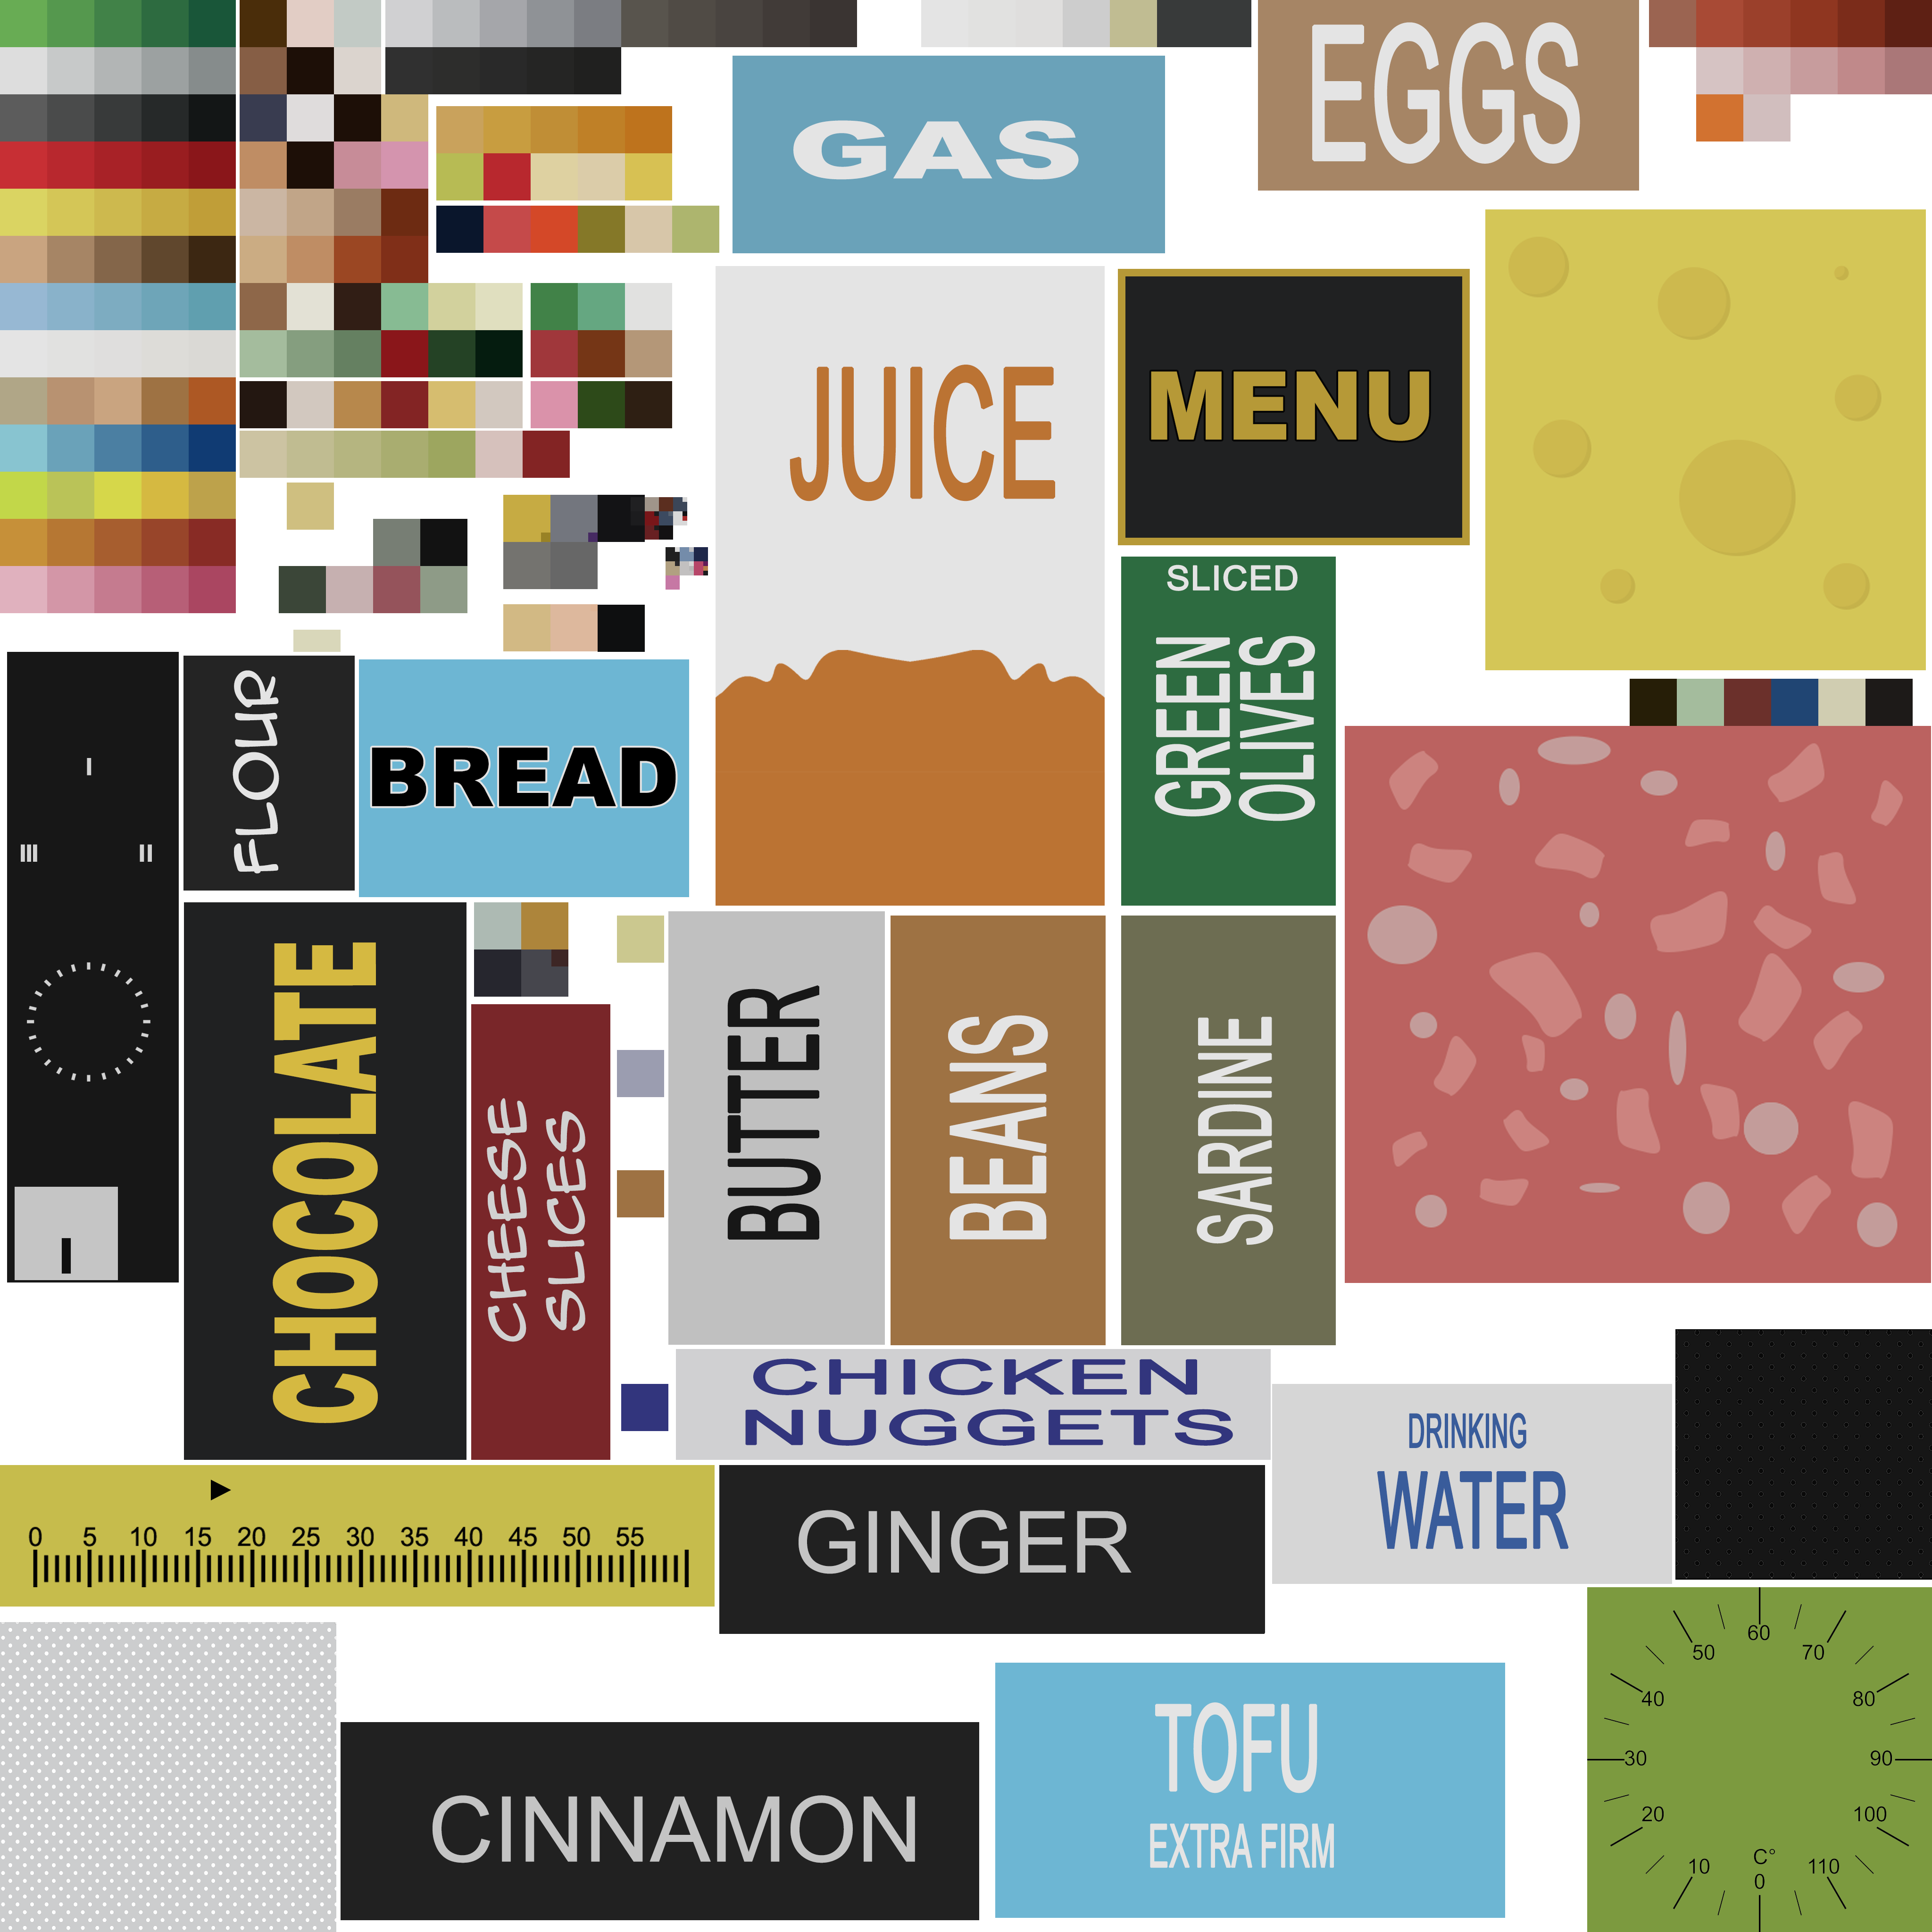 EGGS
GAS
JUICE
MENU
SLICED
GREEN
OLIVES
FLOUR
BREAD
I
III
II
CHOCOLATE
CHEESE
SLICES
BUTTER
BEANS
SARDINE
CHICKEN
NUGGETS
DRINKING
WATER
0 5 10 15 20 25 30 35 40 45 50 55
GINGER
CINNAMON
TOFU
EXTRA FIRM
60
50 70
40 80
30 90
20 100
10 C° 110
0